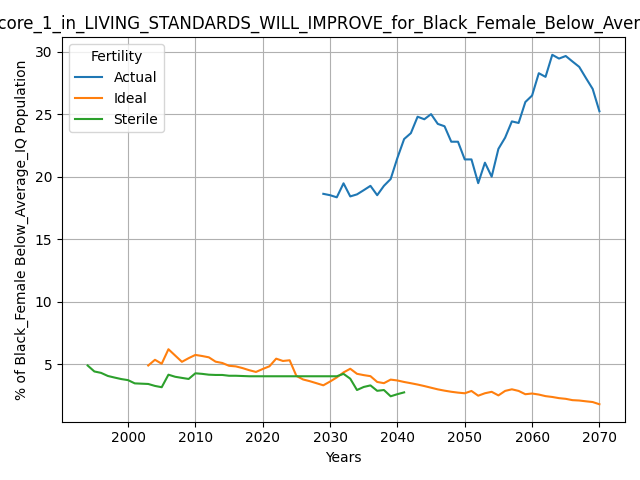 core_1_in_LIVING_STANDARDS_WILL_IMPROVE_for_Black_Female_Below_Aver
Fertility
Actual
Ideal
Sterile
% of Black_Female Below_Average_IQ Population
30
25
20
15
10
5
2000 2010 2020 2030 2040 2050 2060 2070
Years